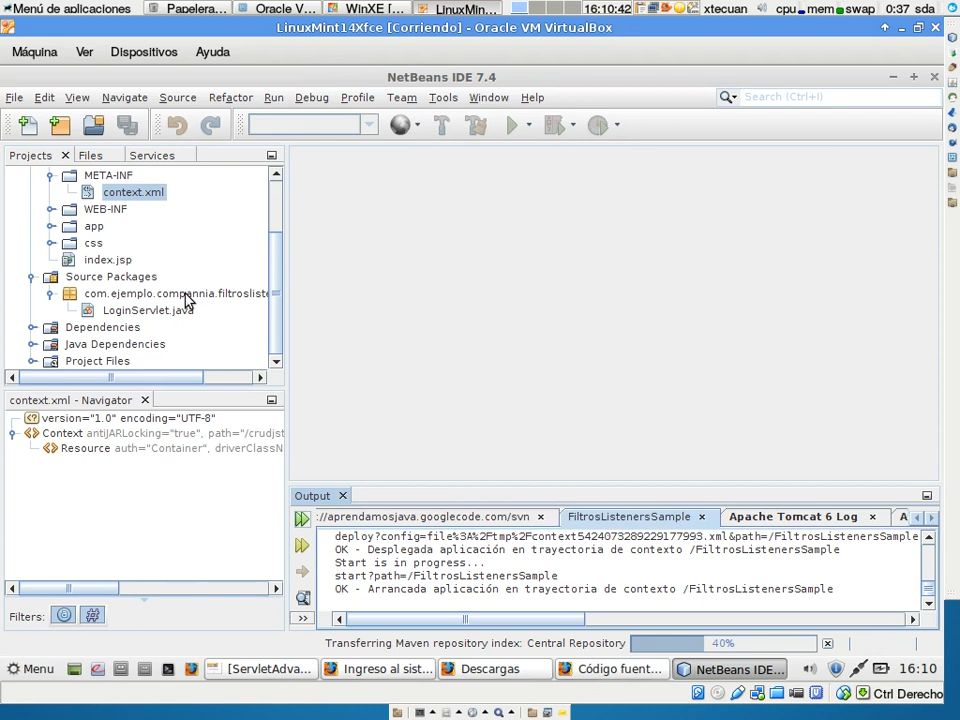 Menú de aplicaciones
Papelera...
Oracle V...
WinXE [...
LinuxMin...
16:10:42
xtecuan
cpu
mem
swap
0:37
sda
LinuxMint14Xfce [Corriendo] - Oracle VM VirtualBox
Máquina Ver Dispositivos Ayuda
NetBeans IDE 7.4
File Edit View Navigate Source Refactor Run Debug Profile Team Tools Window Help
Search (Ctrl+I)
Projects Files Services
META-INF
context.xml
WEB-INF
app
css
index.jsp
Source Packages
com.ejemplo.compannia.filtrosliste
LoginServlet.java
Dependencies
Java Dependencies
Project Files
context.xml - Navigator
version="1.0" encoding="UTF-8"
Context antiJARLocking="true", path="/crudjst
Resource auth="Container", driverClassN
Filters:
Output
://aprendamosjava.googlecode.com/svn
FiltrosListenersSample
Apache Tomcat 6 Log
A
deploy?config=file%3A%2Ftmp%2Fcontext5424073289229177993.xml&path=/FiltrosListenersSample
OK - Desplegada aplicación en trayectoria de contexto /FiltrosListenersSample
Start is in progress...
start?path=/FiltrosListenersSample
OK - Arrancada aplicación en trayectoria de contexto /FiltrosListenersSample
Transferring Maven repository index: Central Repository
40%
Menu
[ServletAdva...
Ingreso al sist...
Descargas
Código fuent...
NetBeans IDE...
16:10
Ctrl Derecho